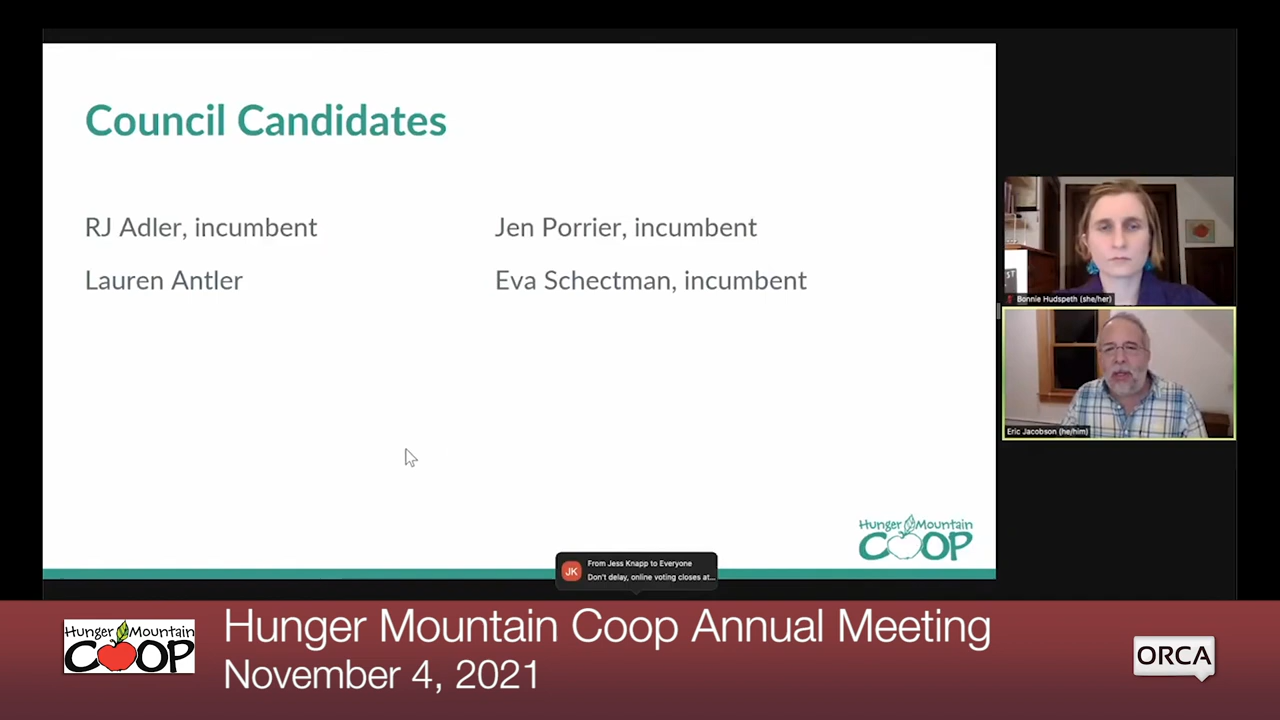 Council Candidates
RJ Adler, incumbent
Jen Porrier, incumbent
Lauren Antler
Eva Schectman, incumbent
ST
Bonnie Hudspeth (she/her)
Eric Jacobson (he/him)
Hunger Mountain
COOP
JK
From Jess Knapp to Everyone
Don't delay, online voting closes at...
Hunger Mountain
COOP
Hunger Mountain Coop Annual Meeting
November 4, 2021
ORCA